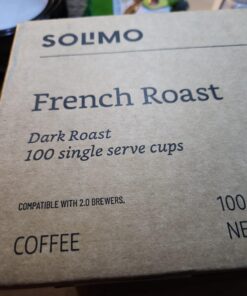 SOLIMO
French Roast
Dark Roast
100 single serve cups
COMPATIBLE WITH 2.0 BREWERS.
100
COFFEE
NE